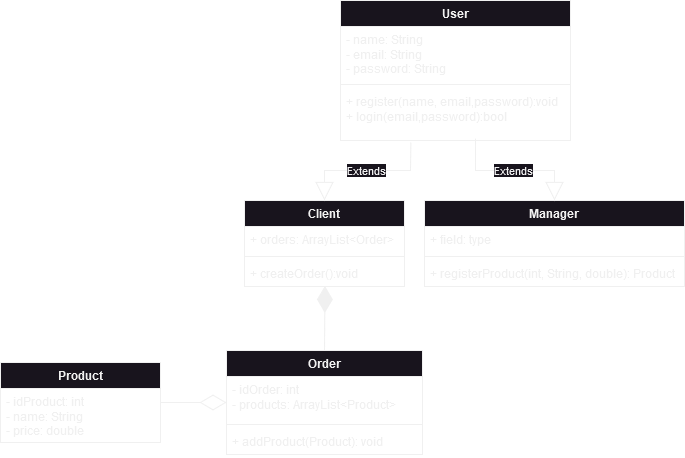 User
- name: String
- email: String
- password: String
+ register(name, email,password):void
+ login(email,password):bool
Extends
Extends
Client
+ orders: ArrayList<Order>
+ createOrder():void
Manager
+ field: type
+ registerProduct(int, String, double): Product
Order
- idOrder: int
- products: ArrayList<Product>
+ addProduct(Product): void
Product
- idProduct: int
- name: String
- price, double